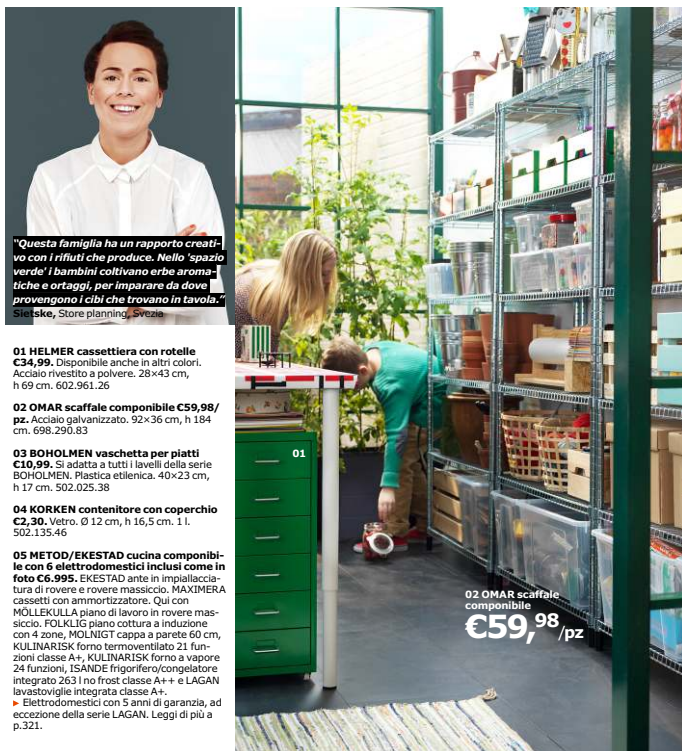 “Questa famiglia ha un rapporto creati-
vo con i rifiuti che produce. Nello 'spazio
verde' i bambini coltivano erbe aroma-
tiche e ortaggi, per imparare da dove
provengono i cibi che trovano in tavola.”
Sietske, Store planning, Svezia
01 HELMER cassettiera con rotelle
€34,99. Disponibile anche in altri colori.
Acciaio rivestito a polvere. 28×43 cm,
h 69 cm. 602.961.26
02 OMAR scaffale componibile €59,98/
pz. Acciaio galvanizzato. 92×36 cm, h 184
cm. 698.290.83
03 BOHOLMEN vaschetta per piatti
€10,99. Si adatta a tutti i lavelli della serie
BOHOLMEN. Plastica etilenica. 40×23 cm,
h 17 cm. 502.025.38
04 KORKEN contenitore con coperchio
€2,30. Vetro. Ø 12 cm, h 16,5 cm. 1 l.
502.135.46
05 METOD/EKESTAD cucina componibi-
le con 6 elettrodomestici inclusi come in
foto €6.995. EKESTAD ante in impiallaccia-
tura di rovere e rovere massiccio. MAXIMERA
cassetti con ammortizzatore. Qui con
MÖLLEKULLA piano di lavoro in rovere mas-
siccio. FOLKLIG piano cottura a induzione
con 4 zone, MOLNIGT cappa a parete 60 cm,
KULINARISK forno termoventilato 21 fun-
zioni classe A+, KULINARISK forno a vapore
24 funzioni, ISANDE frigorifero/congelatore
integrato 263 l no frost classe A++ e LAGAN
lavastoviglie integrata classe A+.
► Elettrodomestici con 5 anni di garanzia, ad
eccezione della serie LAGAN. Leggi di più a
p.321.
01
02 OMAR scaffale
componibile
€59,98/pz